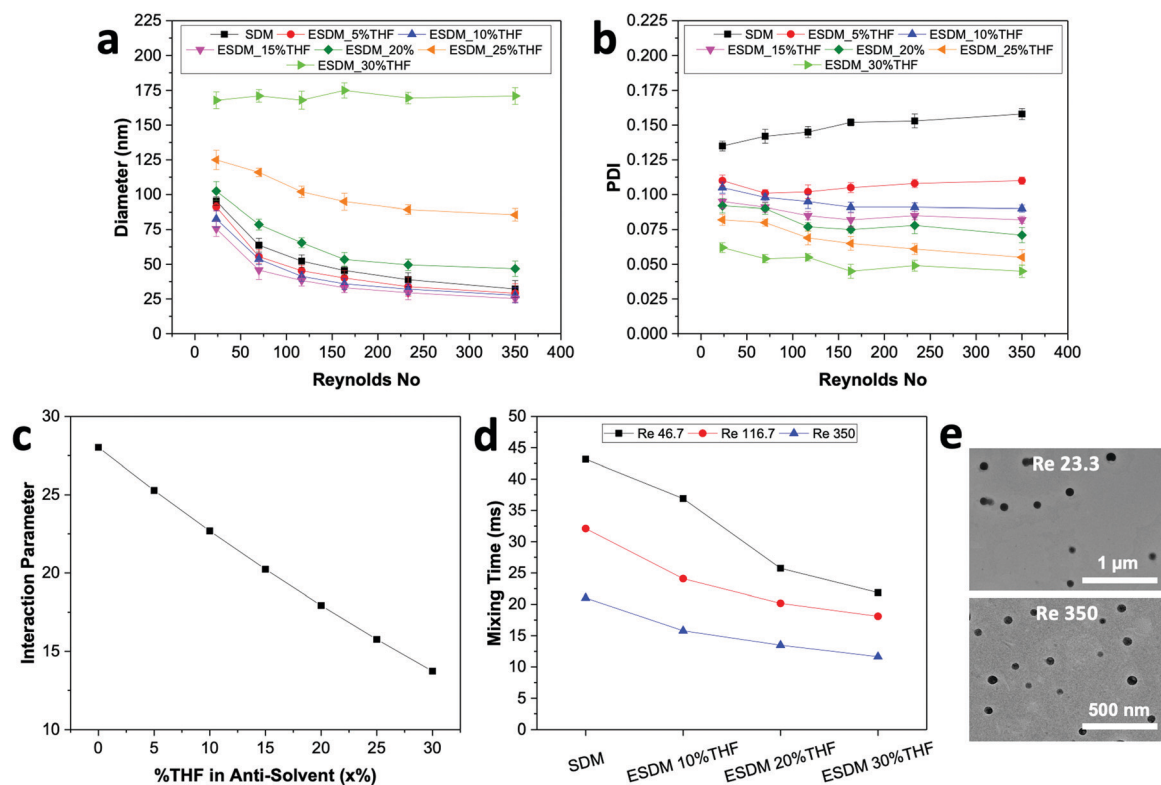 a
SDM ESDM_5%THF ESDM_10%THF
ESDM_15%THF ESDM_20% ESDM_25%THF
ESDM_30%THF
225
200
175
150
125
100
75
50
25
0
Diameter (nm)
0 50 100 150 200 250 300 350 400
Reynolds No
b
SDM ESDM_5%THF ESDM_10%THF
ESDM_15%THF ESDM_20% ESDM_25%THF
ESDM_30%THF
0.225
0.200
0.175
0.150
0.125
0.100
0.075
0.050
0.025
0.000
PDI
0 50 100 150 200 250 300 350 400
Reynolds No
c
30
25
20
15
10
Interaction Parameter
0 5 10 15 20 25 30
%THF in Anti-Solvent (x%)
d
Re 46.7 Re 116.7 Re 350
50
45
40
35
30
25
20
15
10
5
0
Mixing Time (ms)
SDM ESDM 10%THF ESDM 20%THF ESDM 30%THF
e
Re 23.3
1 µm
Re 350
500 nm